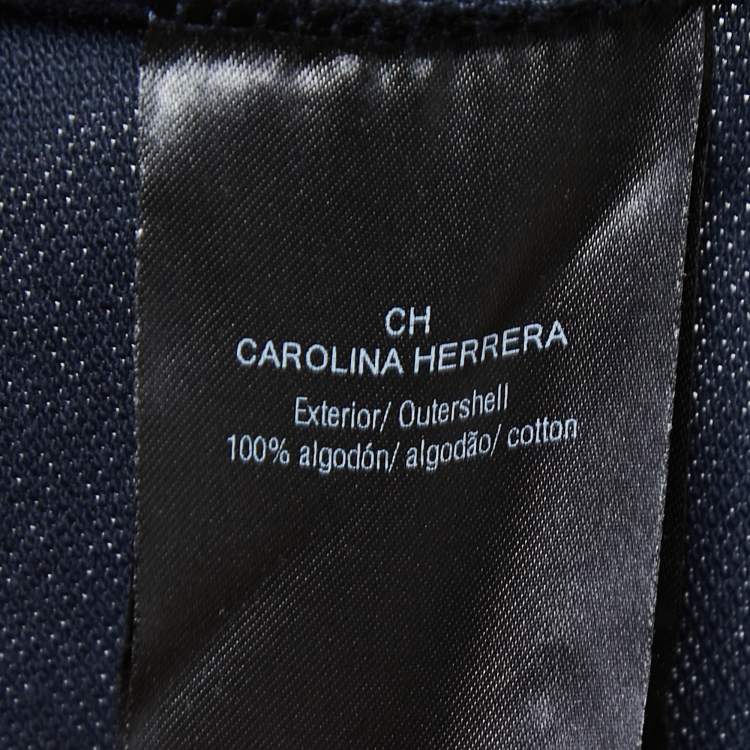 CH
CAROLINA HERRERA
Exterior/ Outershell
100% algodón/ algodão/ cotton